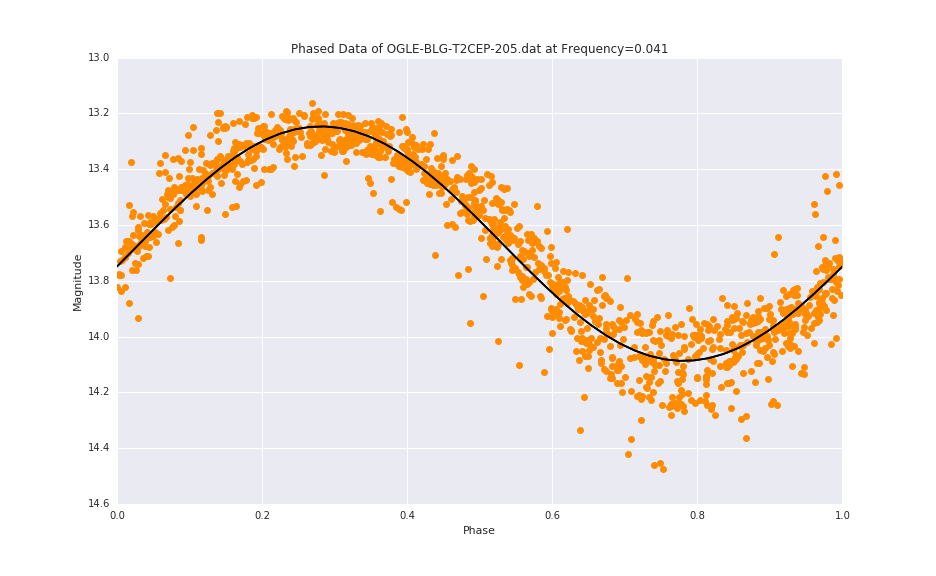 Phased Data of OGLE-BLG-T2CEP-205.dat at Frequency=0.041
13.0
13.2
13.4
13.6
13.8
14.0
14.2
14.4
14.6
Magnitude
0.0 0.2 0.4 0.6 0.8 1.0
Phase